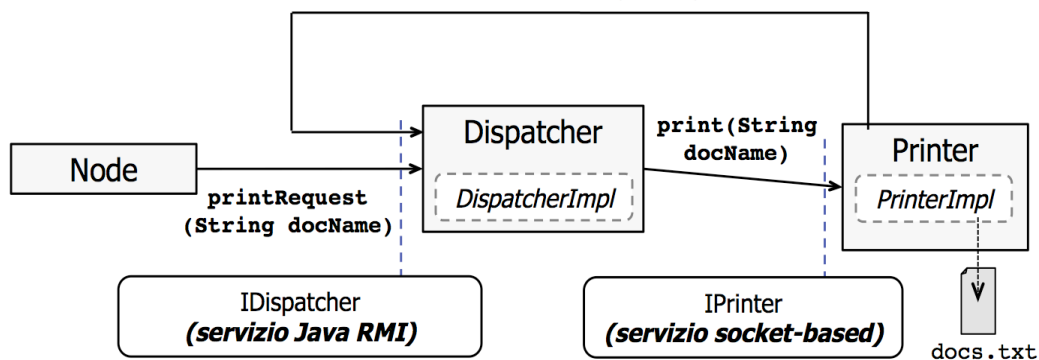 Node
printRequest
(String docName)
Dispatcher
DispatcherImpl
print(String
docName)
Printer
PrinterImpl
IDispatcher
(servizio Java RMI)
IPrinter
(servizio socket-based)
docs.txt